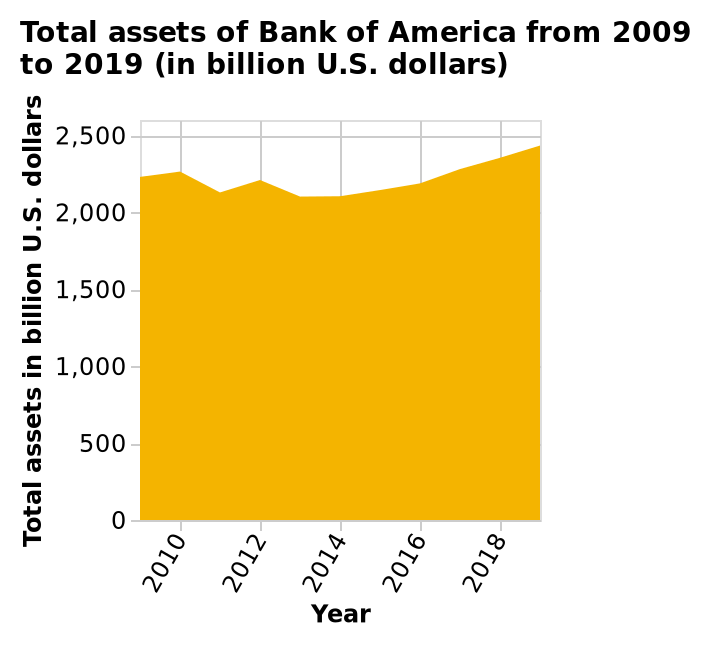 Total assets of Bank of America from 2009
to 2019 (in billion U.S. dollars)
Total assets in billion U.S. dollars
2,500
2,000
1,500
1,000
500
0
2010
2012
2014
2016
2018
Year